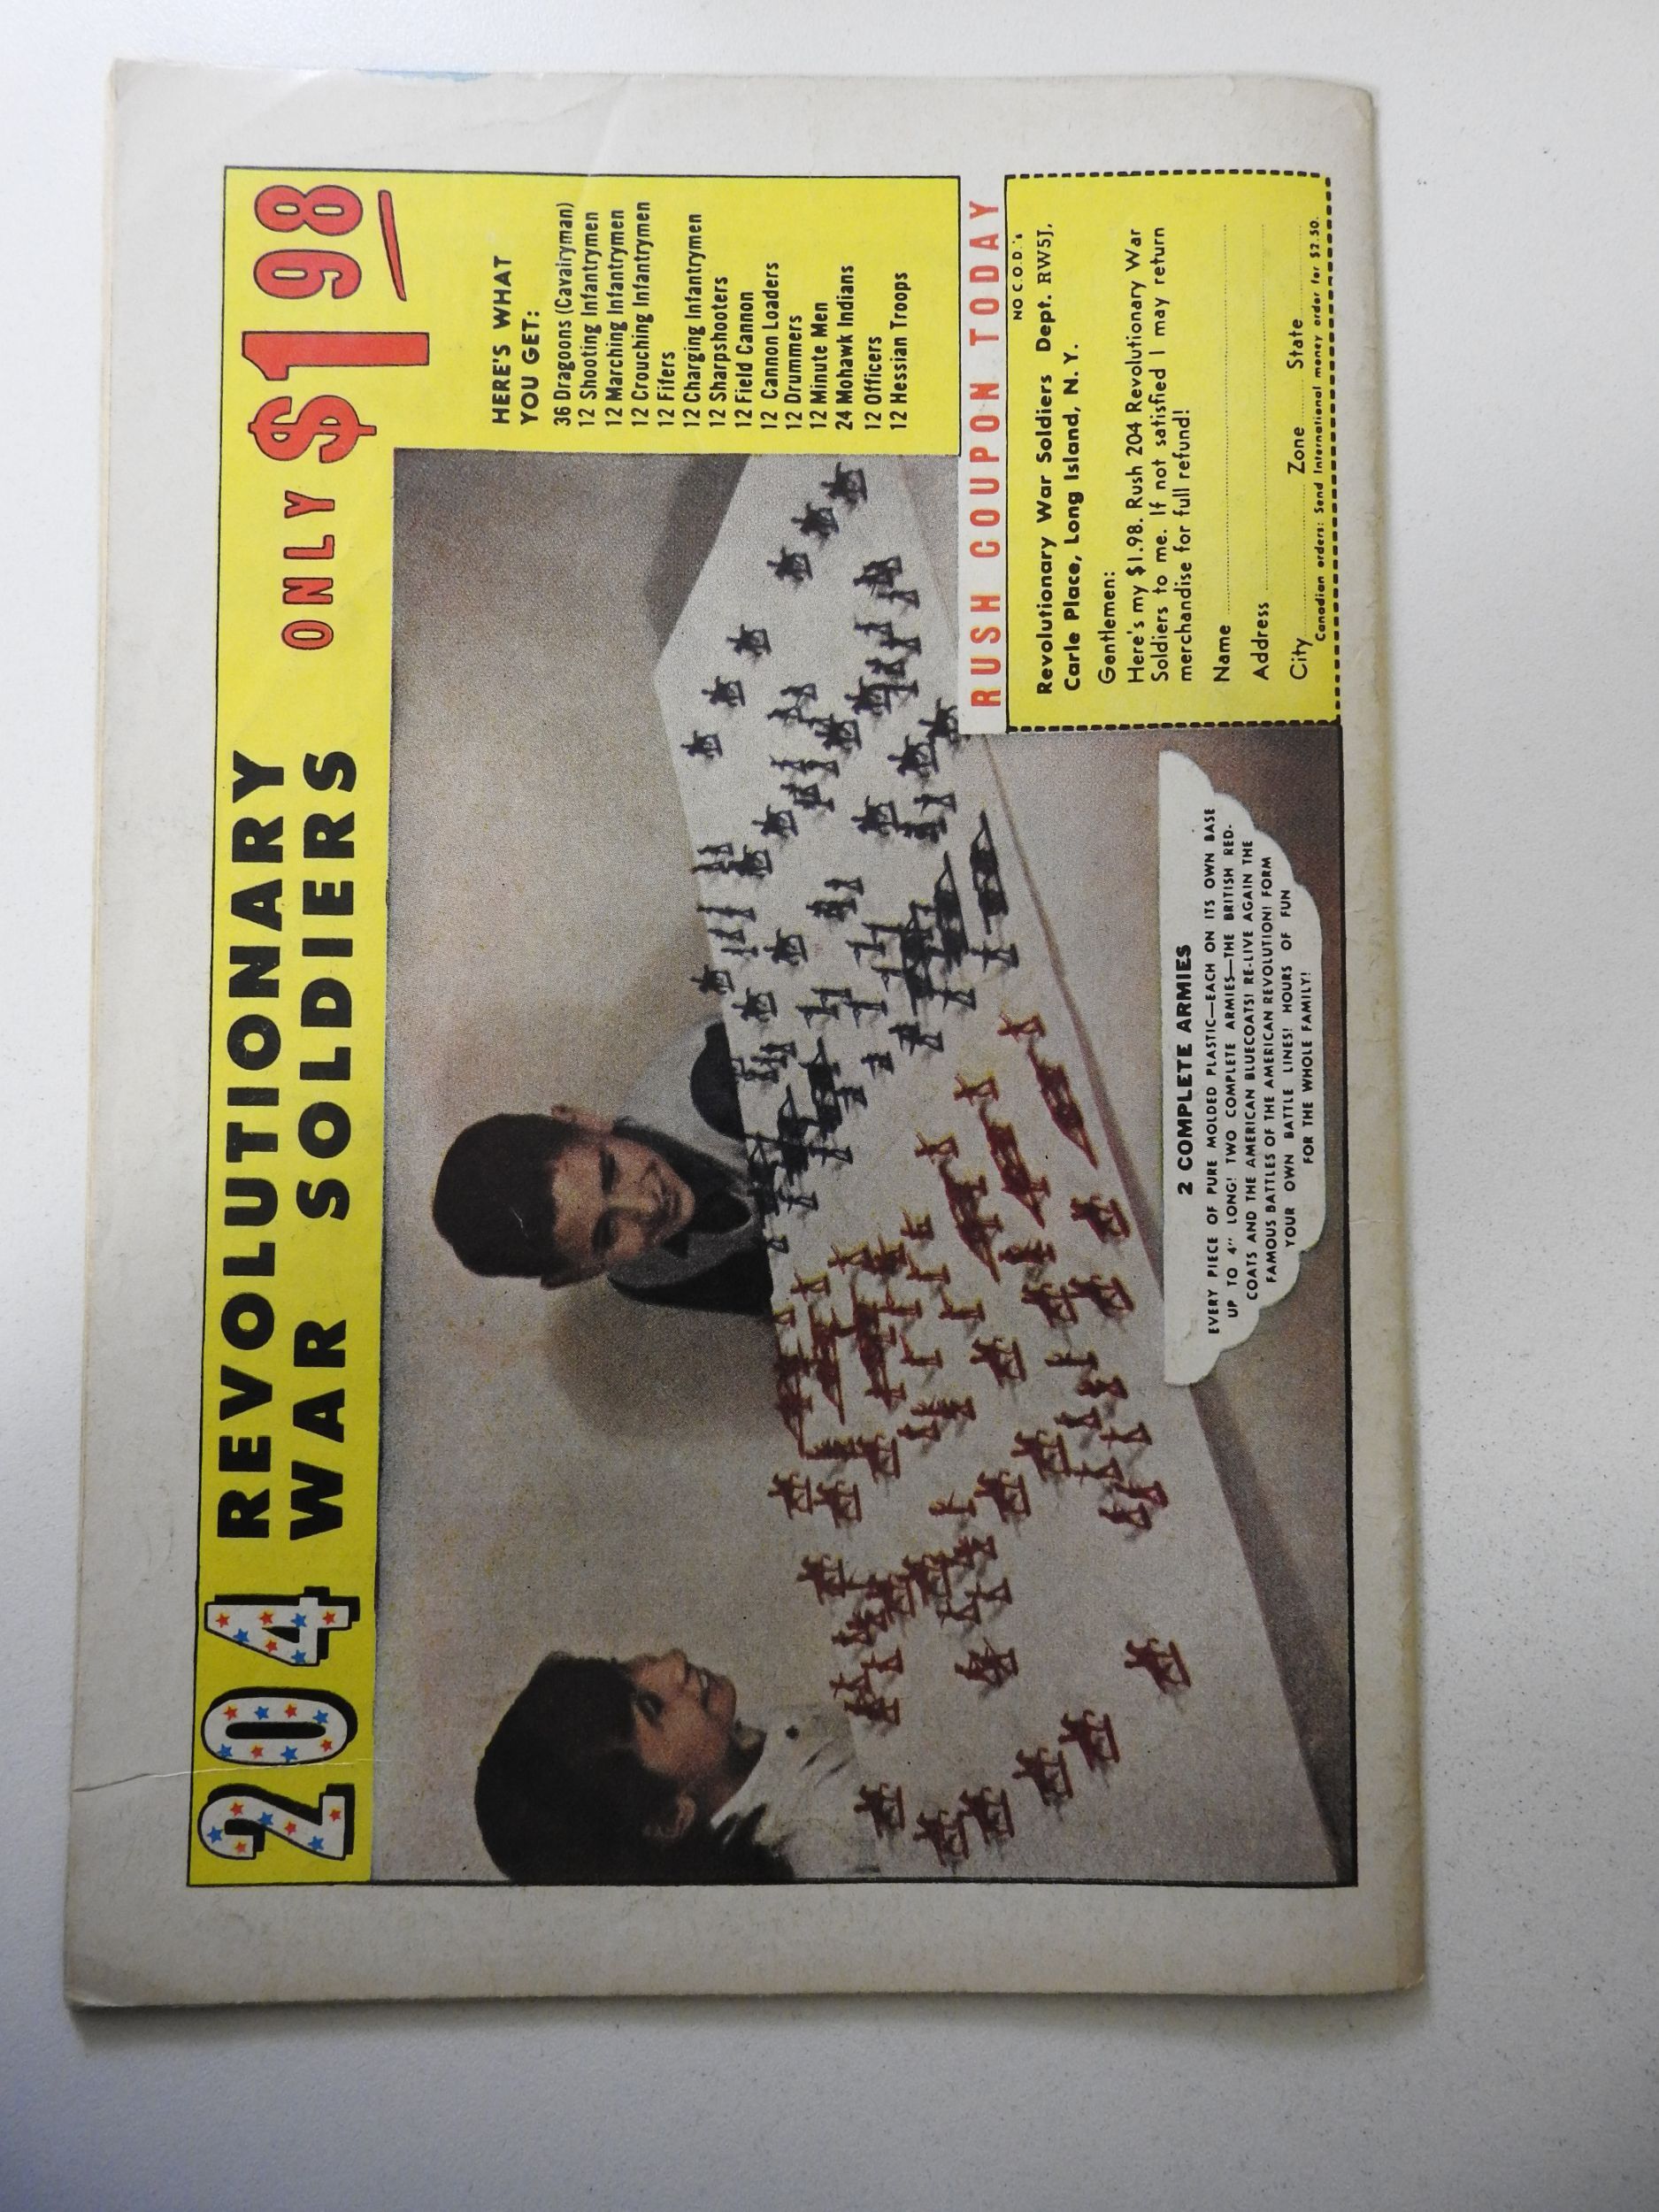 204 REVOLUTIONARY
WAR SOLDIERS ONLY $1 98
HERE'S WHAT
YOU GET:
36 Dragoons (Cavalryman)
12 Shooting Infantrymen
12 Marching Infantrymen
12 Crouching Infantrymen
12 Fifers
12 Charging Infantrymen
12 Sharpshooters
12 Field Cannon
12 Cannon Loaders
12 Drummers
12 Minute Men
24 Mohawk Indians
12 Officers
12 Hessian Troops
RUSH COUPON TODAY
NO C.O.D.'s
Revolutionary War Soldiers Dept. RW5J,
Carle Place, Long Island, N.Y.
Gentlemen:
Here's my $1.98. Rush 204 Revolutionary War
Soldiers to me. If not satisfied I may return
merchandise for full refund!
Name
Address
City Zone State
Canadian orders: Send International money order for $2.50.
2 COMPLETE ARMIES
EVERY PIECE OF PURE MOLDED PLASTIC—EACH ON ITS OWN BASE
UP TO 4" LONG! TWO COMPLETE ARMIES—THE BRITISH RED-
COATS AND THE AMERICAN BLUECOATS! RE-LIVE AGAIN THE
FAMOUS BATTLES OF THE AMERICAN REVOLUTION! FORM
YOUR OWN BATTLE LINES! HOURS OF FUN
FOR THE WHOLE FAMILY!